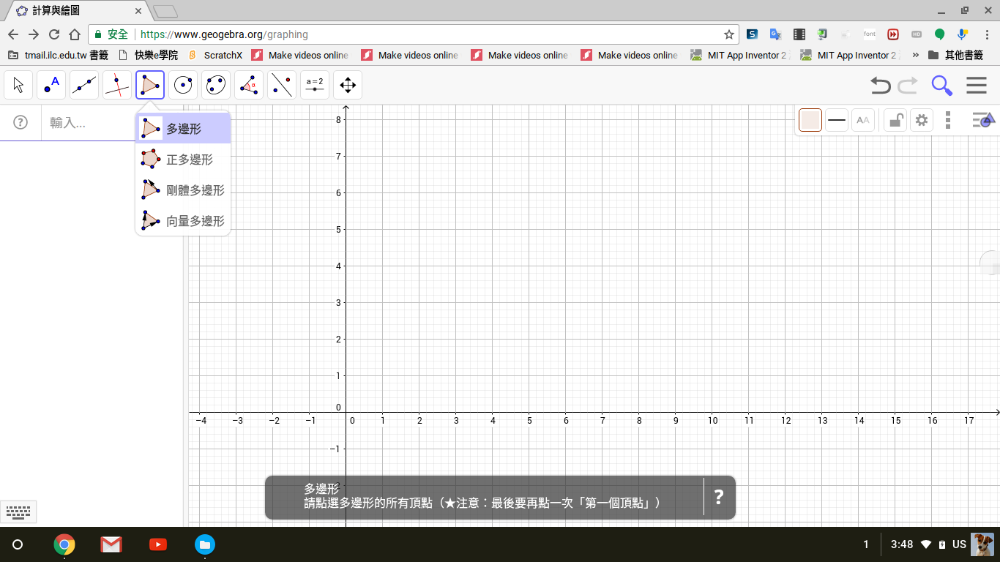 計算與繪圖
安全 https://www.geogebra.org/graphing
font HD
tmail.ilc.edu.tw 書籤 快樂e學院 ScratchX Make videos online Make videos online Make videos online Make videos online MIT App Inventor 2 MIT App Inventor 2 » 其他書籤
A α a=2
輸入...
AA
多邊形
正多邊形
剛體多邊形
向量多邊形
8
7
6
5
4
3
2
1
0
−4 −3 −2 −1 0 1 2 3 4 5 6 7 8 9 10 11 12 13 14 15 16 17
−1
多邊形
請點選多邊形的所有頂點（★注意：最後要再點一次「第一個頂點」）
?
1 3:48 US